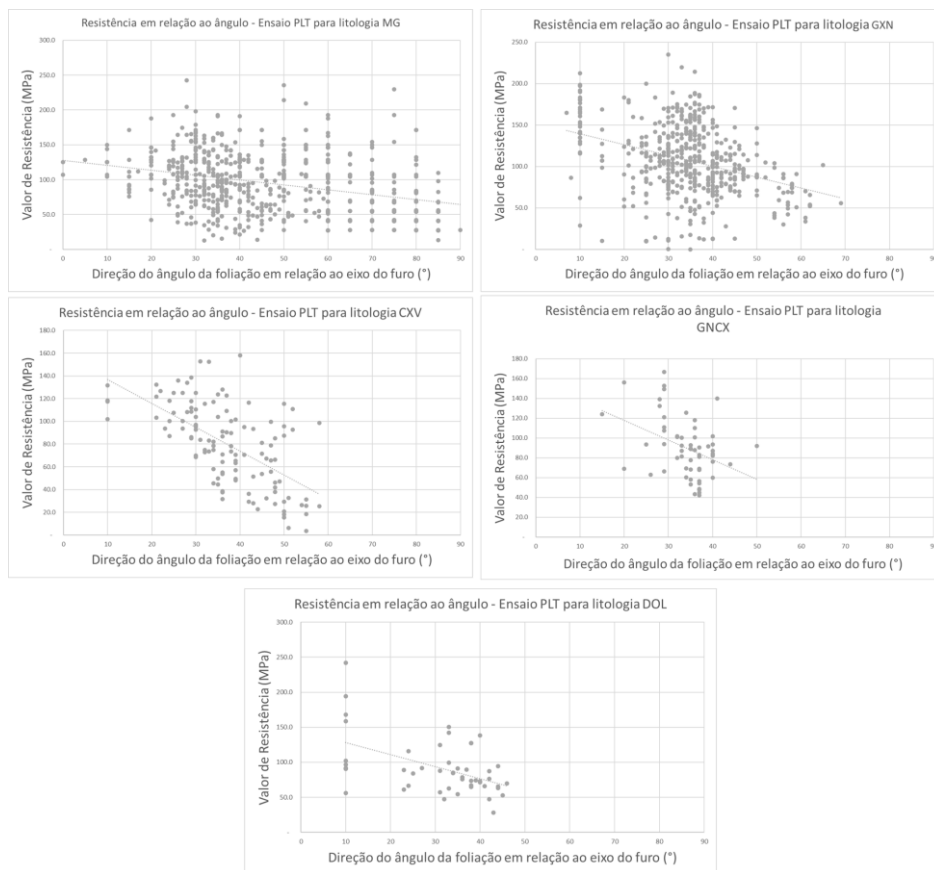 Resistência em relação ao ângulo - Ensaio PLT para litologia MG
Valor de Resistência (MPa)
300.0
250.0
200.0
150.0
100.0
50.0
-
0 10 20 30 40 50 60 70 80 90
Direção do ângulo da foliação em relação ao eixo do furo (°)
Resistência em relação ao ângulo - Ensaio PLT para litologia GXN
Valor de Resistência (MPa)
250.0
200.0
150.0
100.0
50.0
-
0 10 20 30 40 50 60 70 80 90
Direção do ângulo da foliação em relação ao eixo do furo (°)
Resistência em relação ao ângulo - Ensaio PLT para litologia CXV
Valor de Resistência (MPa)
180.0
160.0
140.0
120.0
100.0
80.0
60.0
40.0
20.0
-
0 10 20 30 40 50 60 70 80 90
Direção do ângulo da foliação em relação ao eixo do furo (°)
Resistência em relação ao ângulo - Ensaio PLT para litologia
GNCX
Valor de Resistência (MPa)
180.0
160.0
140.0
120.0
100.0
80.0
60.0
40.0
20.0
-
0 10 20 30 40 50 60 70 80 90
Direção do ângulo da foliação em relação ao eixo do furo (°)
Resistência em relação ao ângulo - Ensaio PLT para litologia DOL
Valor de Resistência (MPa)
300.0
250.0
200.0
150.0
100.0
50.0
-
0 10 20 30 40 50 60 70 80 90
Direção do ângulo da foliação em relação ao eixo do furo (°)